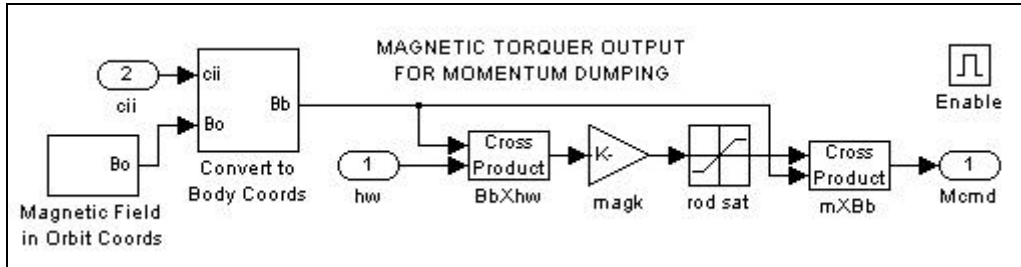 MAGNETIC TORQUER OUTPUT
FOR MOMENTUM DUMPING
2
cii
cii
Bo
Bb
Convert to
Body Coords
Bo
Magnetic Field
in Orbit Coords
1
hw
Cross
Product
BbXhw
K-
magk
rod sat
Cross
Product
mXBb
Enable
1
Mcmd